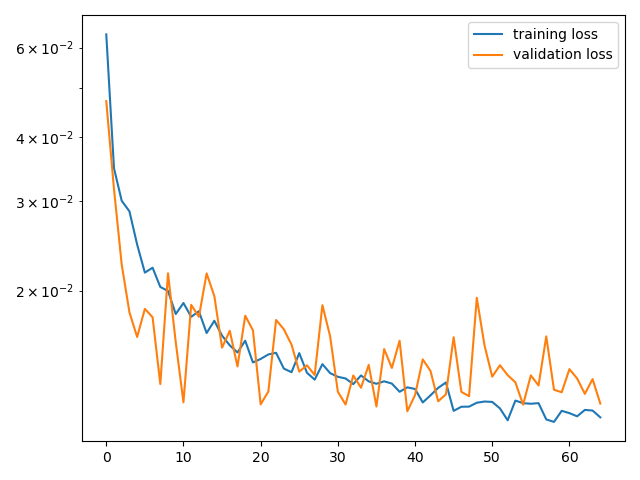 training loss
validation loss
6 × 10⁻²
4 × 10⁻²
3 × 10⁻²
2 × 10⁻²
0 10 20 30 40 50 60